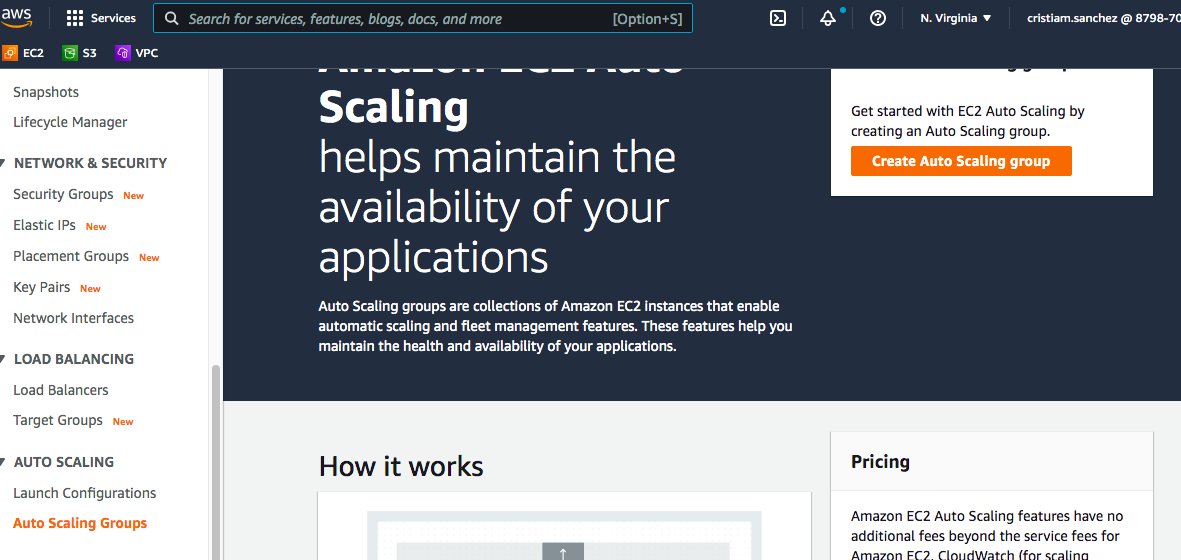 aws
Services
Search for services, features, blogs, docs, and more
[Option+S]
N. Virginia ▼
cristiam.sanchez @ 8798-70
EC2
S3
VPC
Snapshots
Lifecycle Manager
NETWORK & SECURITY
Security Groups New
Elastic IPs New
Placement Groups New
Key Pairs New
Network Interfaces
LOAD BALANCING
Load Balancers
Target Groups New
AUTO SCALING
Launch Configurations
Auto Scaling Groups
Amazon EC2 Auto
Scaling
helps maintain the
availability of your
applications
Auto Scaling groups are collections of Amazon EC2 instances that enable
automatic scaling and fleet management features. These features help you
maintain the health and availability of your applications.
Get started with EC2 Auto Scaling by
creating an Auto Scaling group.
Create Auto Scaling group
How it works
Pricing
Amazon EC2 Auto Scaling features have no
additional fees beyond the service fees for
Amazon EC2, CloudWatch (for scaling